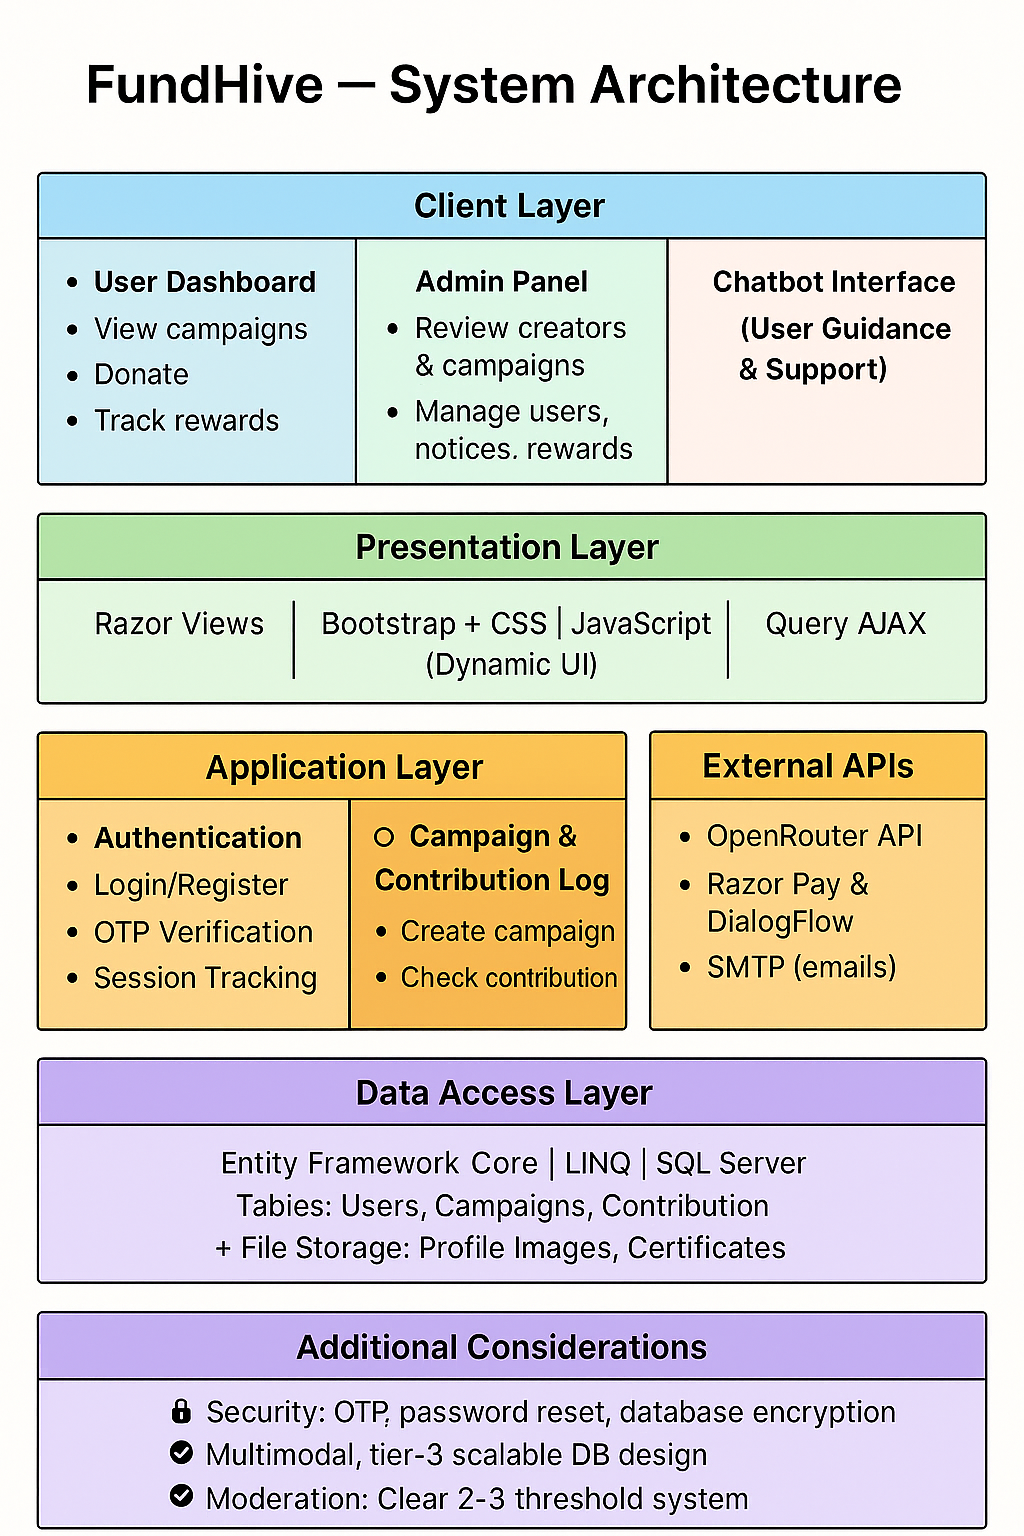 FundHive — System Architecture
Client Layer
• User Dashboard
• View campaigns
• Donate
• Track rewards
Admin Panel
• Review creators
& campaigns
• Manage users,
notices. rewards
Chatbot Interface
(User Guidance
& Support)
Presentation Layer
Razor Views
Bootstrap + CSS | JavaScript
(Dynamic UI)
Query AJAX
Application Layer
• Authentication
• Login/Register
• OTP Verification
• Session Tracking
○ Campaign &
Contribution Log
• Create campaign
• Check contribution
External APIs
• OpenRouter API
• Razor Pay &
DialogFlow
• SMTP (emails)
Data Access Layer
Entity Framework Core | LINQ | SQL Server
Tabies: Users, Campaigns, Contribution
+ File Storage: Profile Images, Certificates
Additional Considerations
Security: OTP, password reset, database encryption
Multimodal, tier-3 scalable DB design
Moderation: Clear 2-3 threshold system